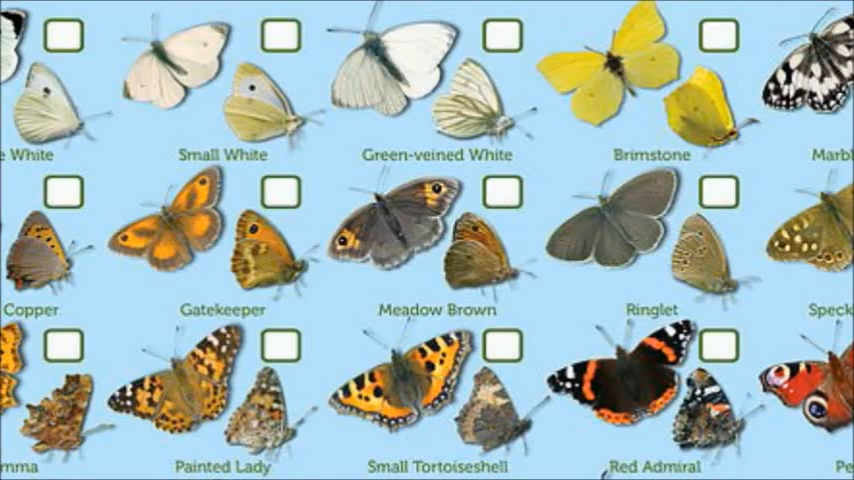 e White Small White Green-veined White Brimstone Marbl
Copper Gatekeeper Meadow Brown Ringlet Speck
mma Painted Lady Small Tortoiseshell Red Admiral Pe